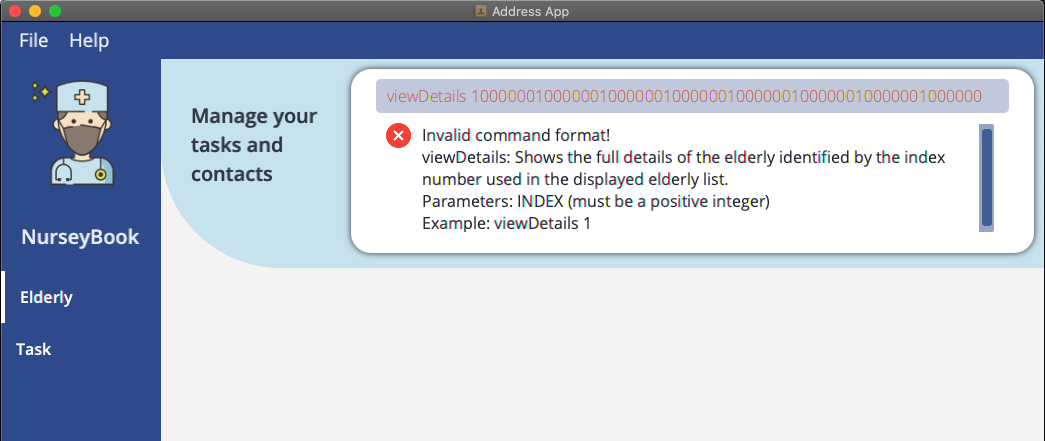 Address App
File Help
Manage your
tasks and
contacts
viewDetails 10000001000000100000010000001000000100000010000001000000
Invalid command format!
viewDetails: Shows the full details of the elderly identified by the index
number used in the displayed elderly list.
Parameters: INDEX (must be a positive integer)
Example: viewDetails 1
NurseyBook
Elderly
Task